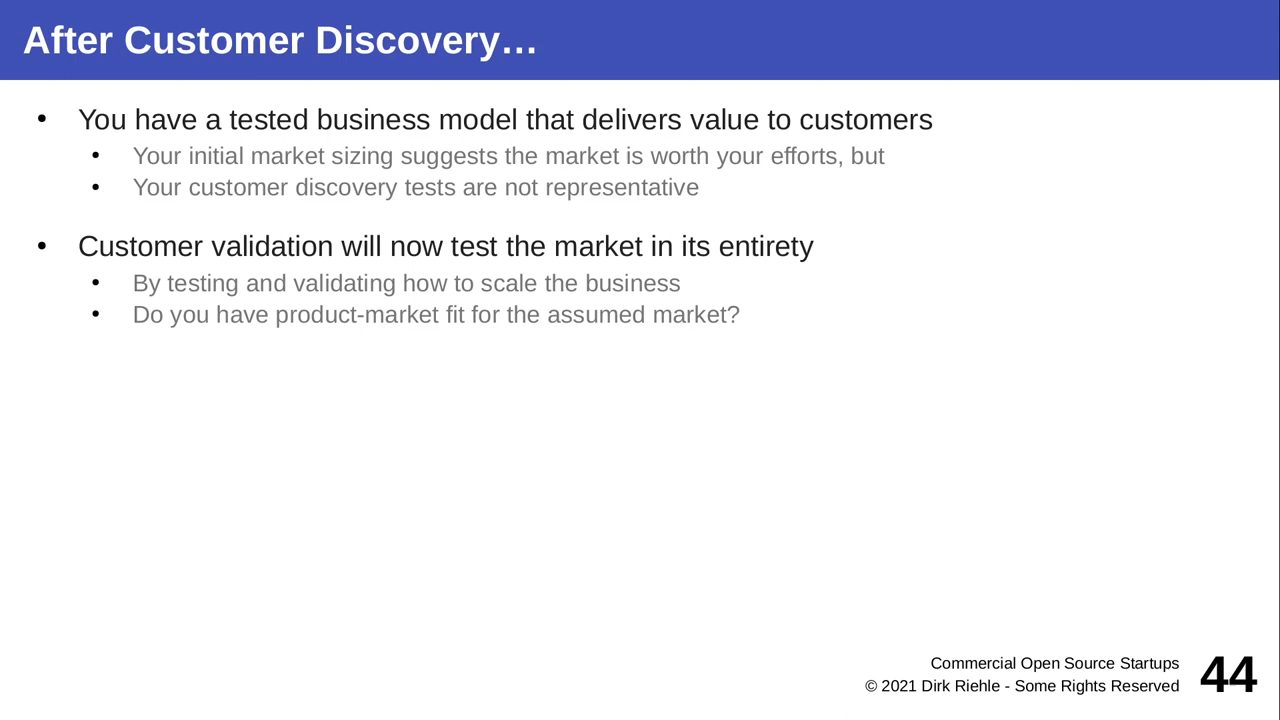 After Customer Discovery…
• You have a tested business model that delivers value to customers
• Your initial market sizing suggests the market is worth your efforts, but
• Your customer discovery tests are not representative
• Customer validation will now test the market in its entirety
• By testing and validating how to scale the business
• Do you have product-market fit for the assumed market?
Commercial Open Source Startups
© 2021 Dirk Riehle - Some Rights Reserved
44